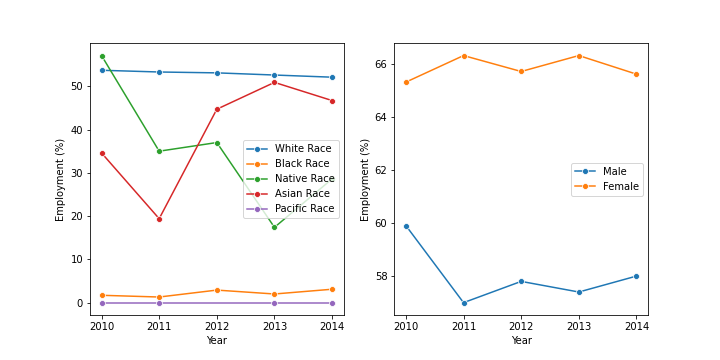 Employment (%)
50
40
30
20
10
0
2010 2011 2012 2013 2014
Year
White Race
Black Race
Native Race
Asian Race
Pacific Race
Employment (%)
66
64
62
60
58
2010 2011 2012 2013 2014
Year
Male
Female